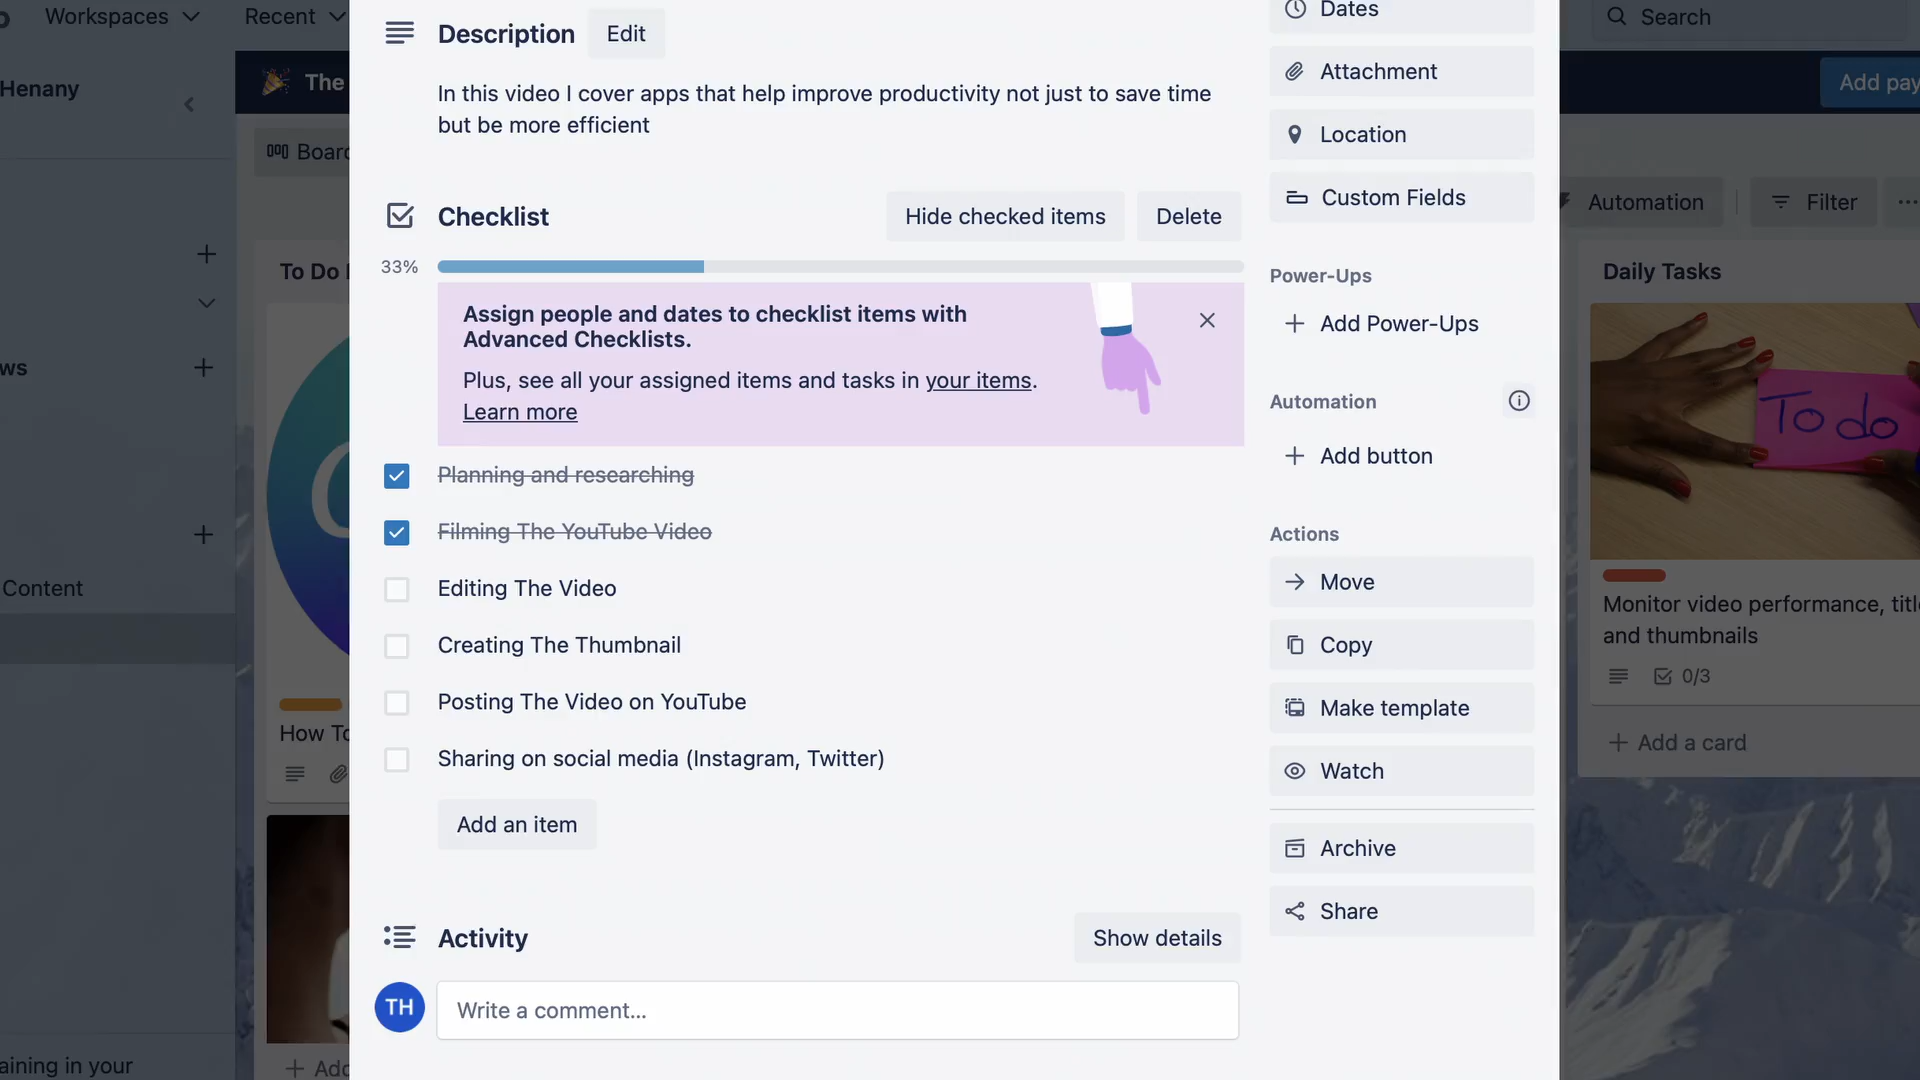 Workspaces
Recent
Search
Henany
The
Add pay
Board
Automation
Filter
To Do
Content
ws
How To
Add
aining in your
Description
Edit
In this video I cover apps that help improve productivity not just to save time
but be more efficient
Checklist
Hide checked items
Delete
33%
Assign people and dates to checklist items with
Advanced Checklists.
Plus, see all your assigned items and tasks in your items.
Learn more
Planning and researching
Filming The YouTube Video
Editing The Video
Creating The Thumbnail
Posting The Video on YouTube
Sharing on social media (Instagram, Twitter)
Add an item
Activity
Show details
TH
Write a comment...
Dates
Attachment
Location
Custom Fields
Power-Ups
Add Power-Ups
Automation
Add button
Actions
Move
Copy
Make template
Watch
Archive
Share
Daily Tasks
To do
Monitor video performance, title
and thumbnails
0/3
Add a card